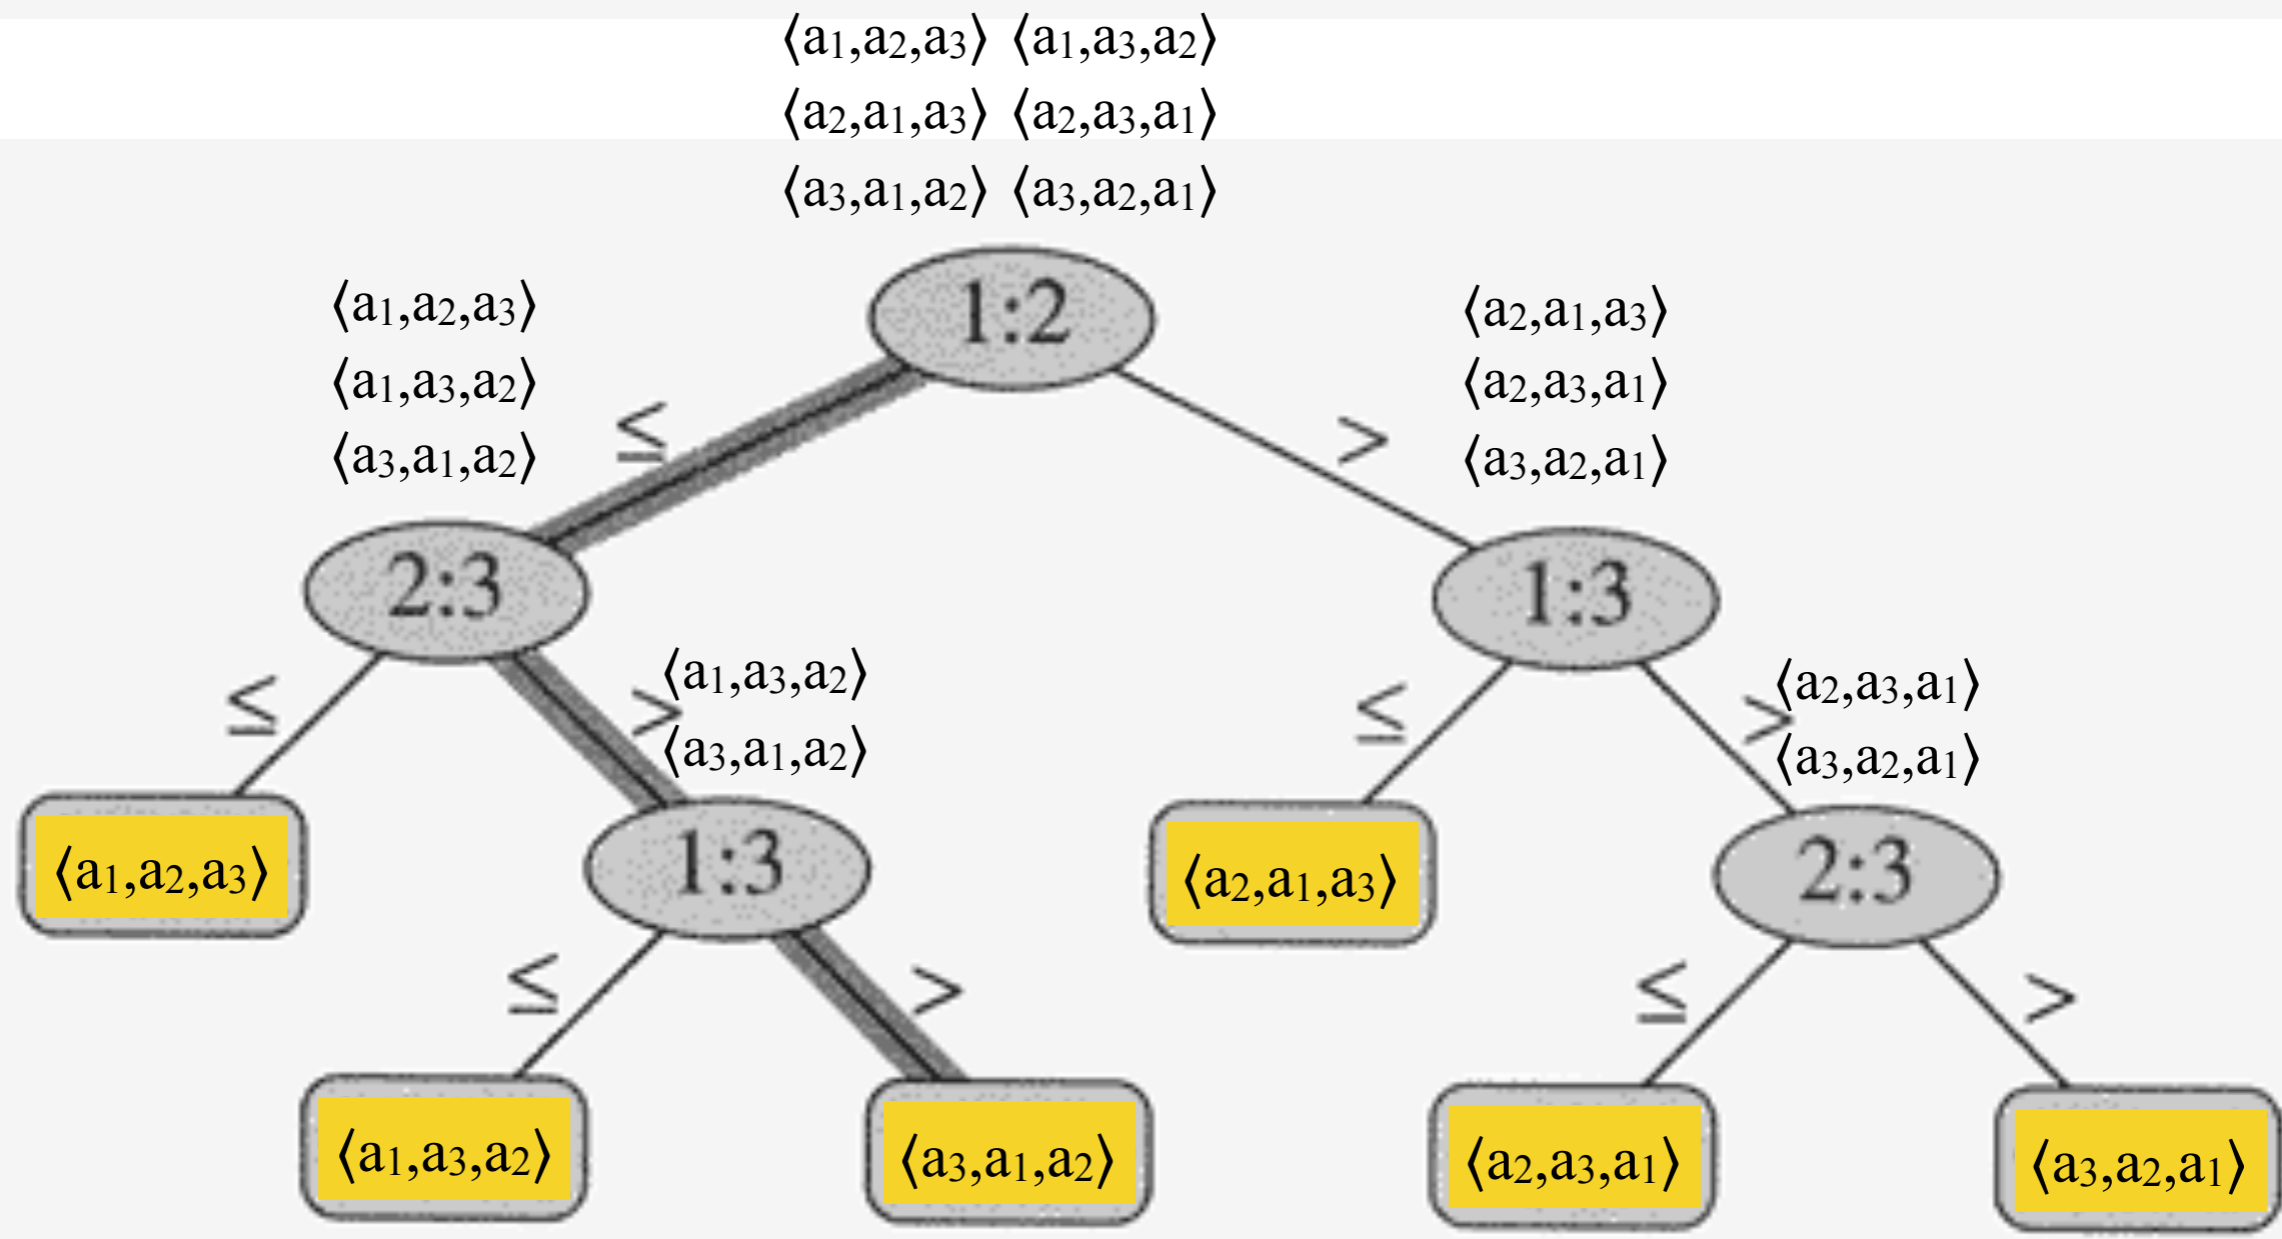 ⟨a1,a2,a3⟩ ⟨a1,a3,a2⟩
⟨a2,a1,a3⟩ ⟨a2,a3,a1⟩
⟨a3,a1,a2⟩ ⟨a3,a2,a1⟩
1:2
⟨a1,a2,a3⟩
⟨a1,a3,a2⟩
⟨a3,a1,a2⟩
≤
>
⟨a2,a1,a3⟩
⟨a2,a3,a1⟩
⟨a3,a2,a1⟩
2:3
1:3
≤
>
⟨a1,a3,a2⟩
⟨a3,a1,a2⟩
≤
>
⟨a2,a3,a1⟩
⟨a3,a2,a1⟩
⟨a1,a2,a3⟩
1:3
⟨a2,a1,a3⟩
2:3
≤
>
≤
>
⟨a1,a3,a2⟩
⟨a3,a1,a2⟩
⟨a2,a3,a1⟩
⟨a3,a2,a1⟩